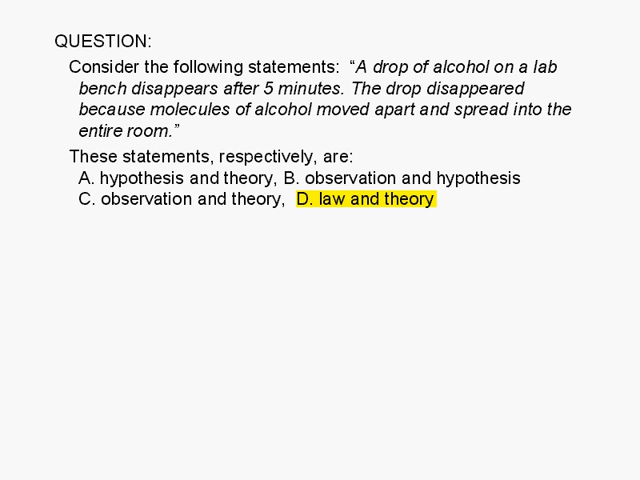 QUESTION:
Consider the following statements: “A drop of alcohol on a lab
bench disappears after 5 minutes. The drop disappeared
because molecules of alcohol moved apart and spread into the
entire room.”
These statements, respectively, are:
A. hypothesis and theory, B. observation and hypothesis
C. observation and theory, D. law and theory